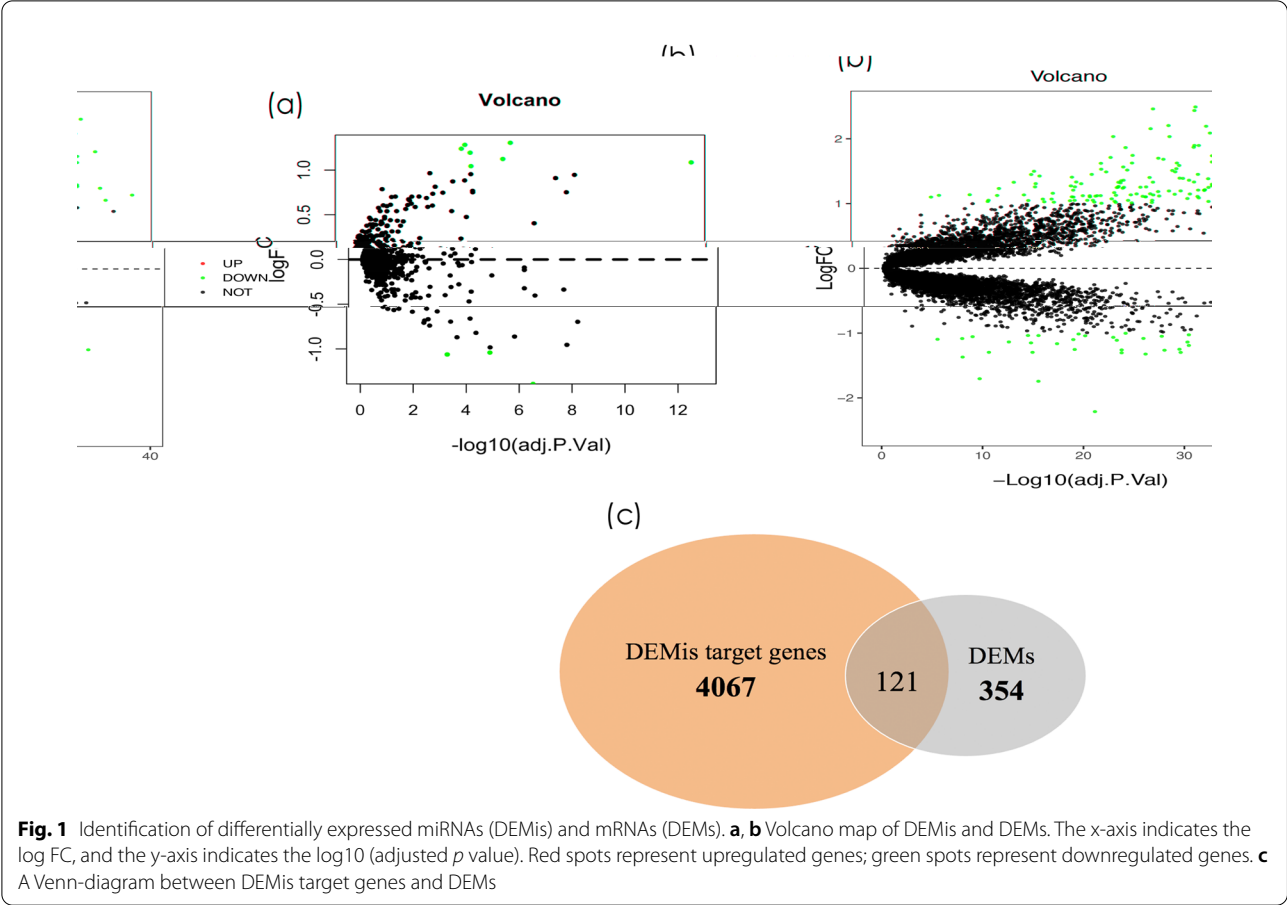 (b)
(a)
Volcano
1.0
0.5
0.0
-0.5
-1.0
logFC
UP
DOWN
NOT
0 2 4 6 8 10 12
-log10(adj.P.Val)
40
(b)
Volcano
2
1
0
−1
−2
LogFC
0 10 20 30
−Log10(adj.P.Val)
(c)
DEMis target genes
4067
121
DEMs
354
Fig. 1 Identification of differentially expressed miRNAs (DEMis) and mRNAs (DEMs). a, b Volcano map of DEMis and DEMs. The x-axis indicates the
log FC, and the y-axis indicates the log10 (adjusted p value). Red spots represent upregulated genes; green spots represent downregulated genes. c
A Venn-diagram between DEMis target genes and DEMs